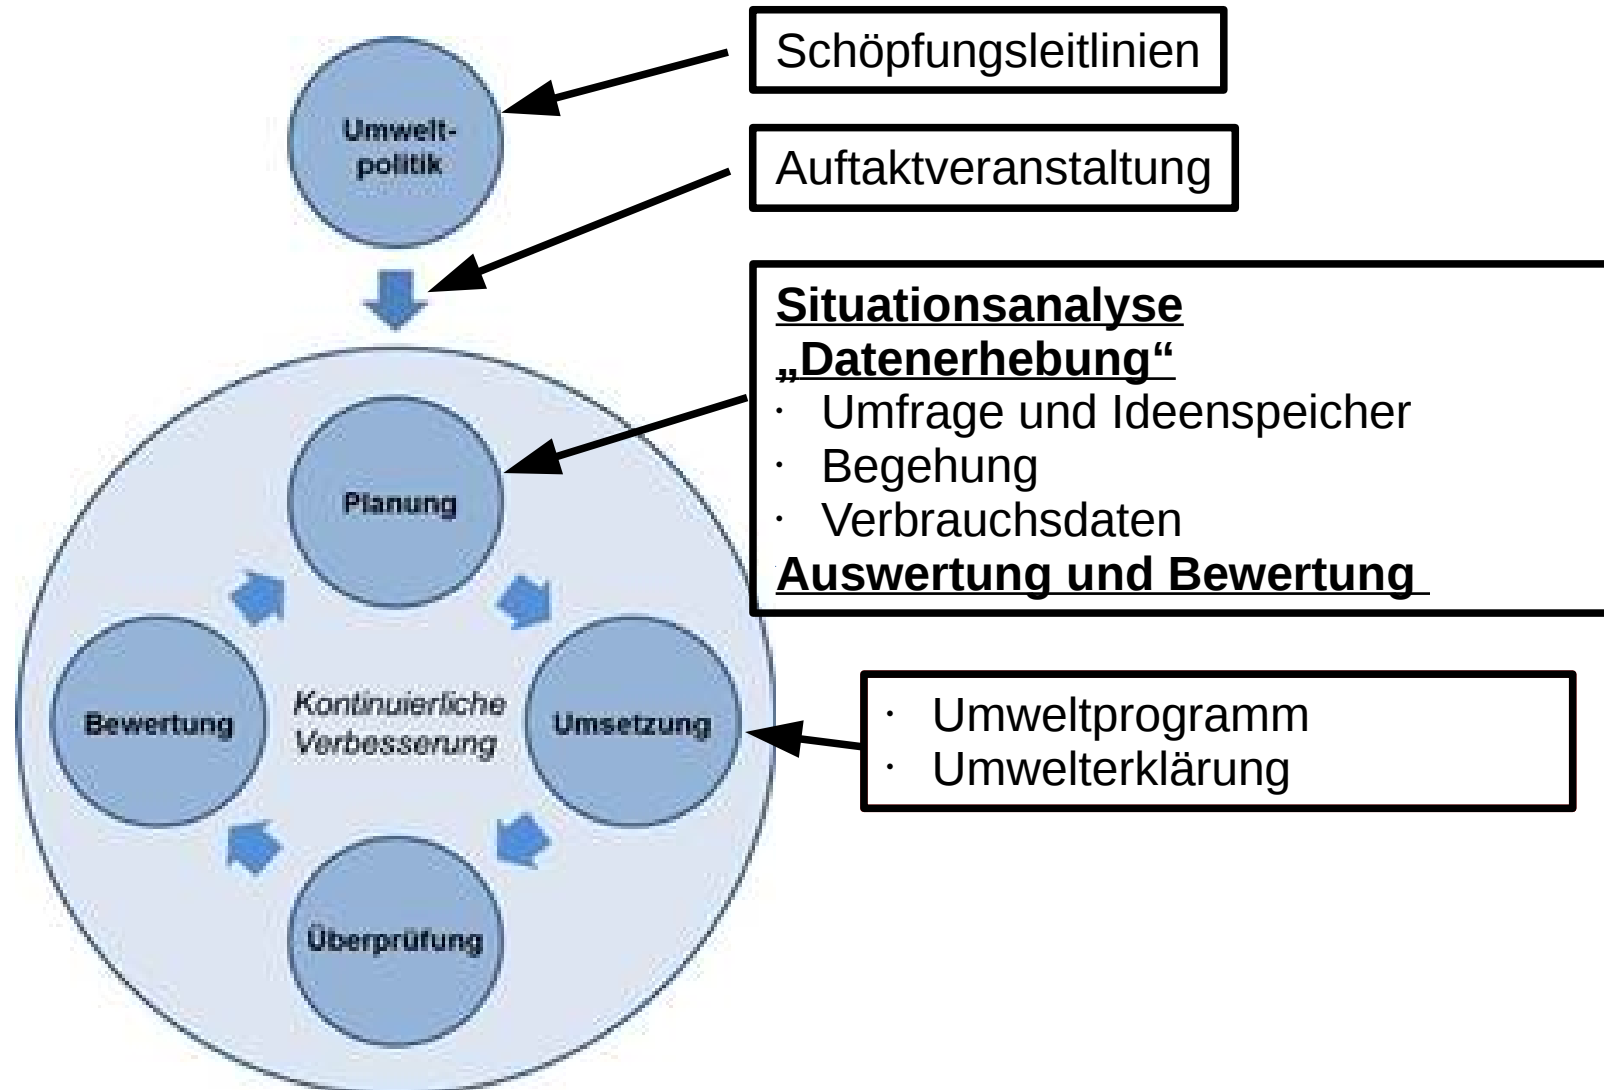 Schöpfungsleitlinien
Umwelt-
politik
Auftaktveranstaltung
Situationsanalyse
„Datenerhebung“
· Umfrage und Ideenspeicher
· Begehung
· Verbrauchsdaten
Auswertung und Bewertung
Planung
Bewertung
Kontinuierliche
Verbesserung
Umsetzung
· Umweltprogramm
· Umwelterklärung
Überprüfung